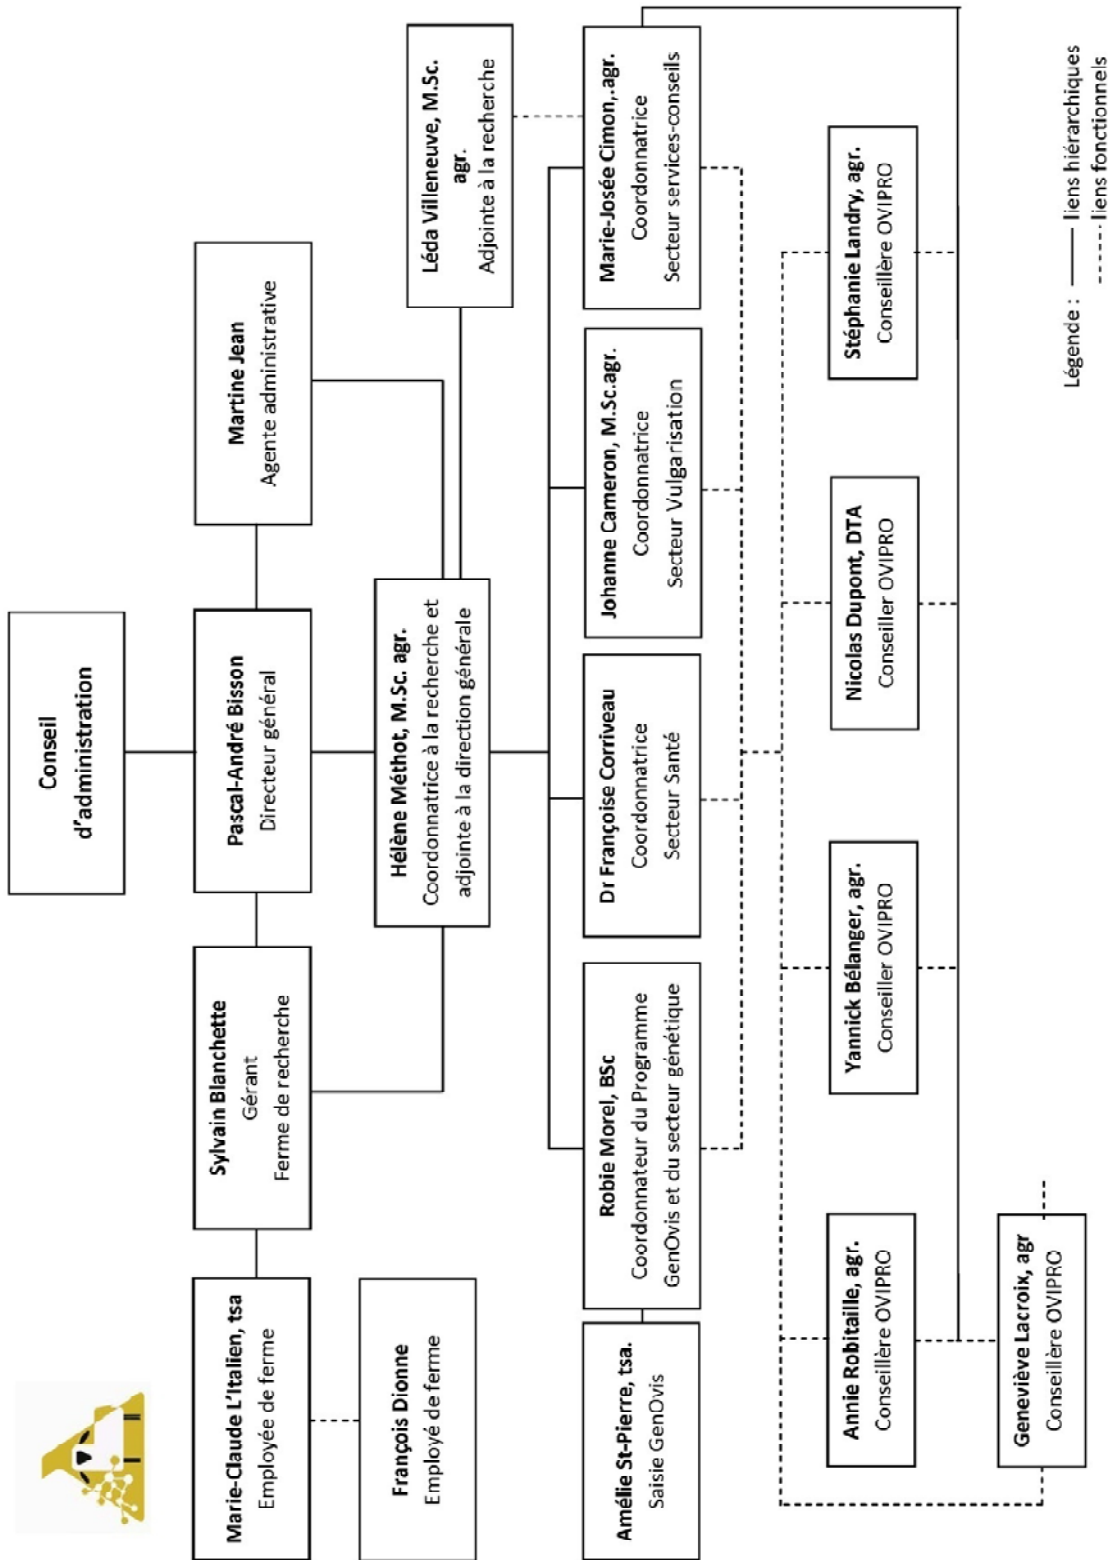 Conseil
d'administration
Marie-Claude L'Italien, tsa
Employée de ferme
Sylvain Blanchette
Gérant
Ferme de recherche
Pascal-André Bisson
Directeur général
Martine Jean
Agente administrative
François Dionne
Employé de ferme
Hélène Méthot, M.Sc. agr.
Coordonnatrice à la recherche et
adjointe à la direction générale
Léda Villeneuve, M.Sc.
agr.
Adjointe à la recherche
Amélie St-Pierre, tsa.
Saisie GenOvis
Robie Morel, BSc
Coordonnateur du Programme
GenOvis et du secteur génétique
Dr Françoise Corriveau
Coordonnatrice
Secteur Santé
Johanne Cameron, M.Sc.agr.
Coordonnatrice
Secteur Vulgarisation
Marie-Josée Cimon,.agr.
Coordonnatrice
Secteur services-conseils
Annie Robitaille, agr.
Conseillère OVIPRO
Yannick Bélanger, agr.
Conseiller OVIPRO
Nicolas Dupont, DTA
Conseiller OVIPRO
Stéphanie Landry, agr.
Conseillère OVIPRO
Geneviève Lacroix, agr
Conseillère OVIPRO
Légende : liens hiérarchiques
liens fonctionnels